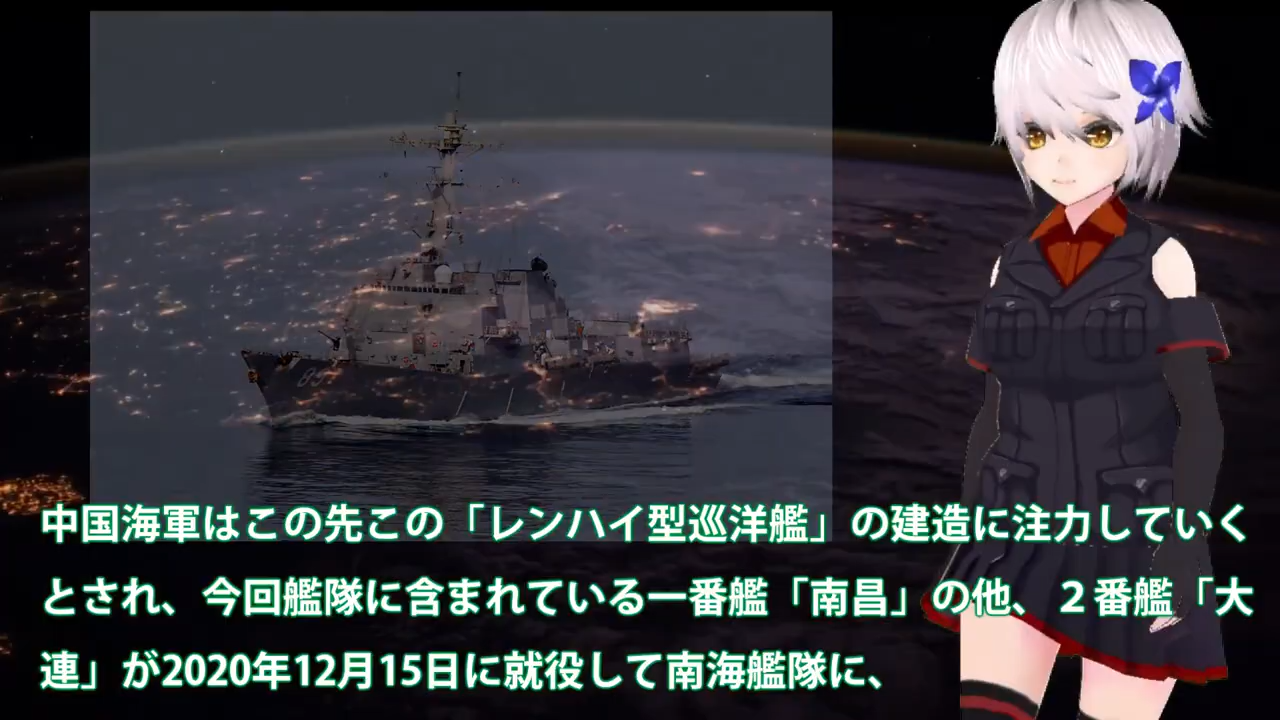 中国海軍はこの先この「レンハイ型巡洋艦」の建造に注力していく
とされ、今回艦隊に含まれている一番艦「南昌」の他、２番艦「大
連」が2020年12月15日に就役して南海艦隊に、